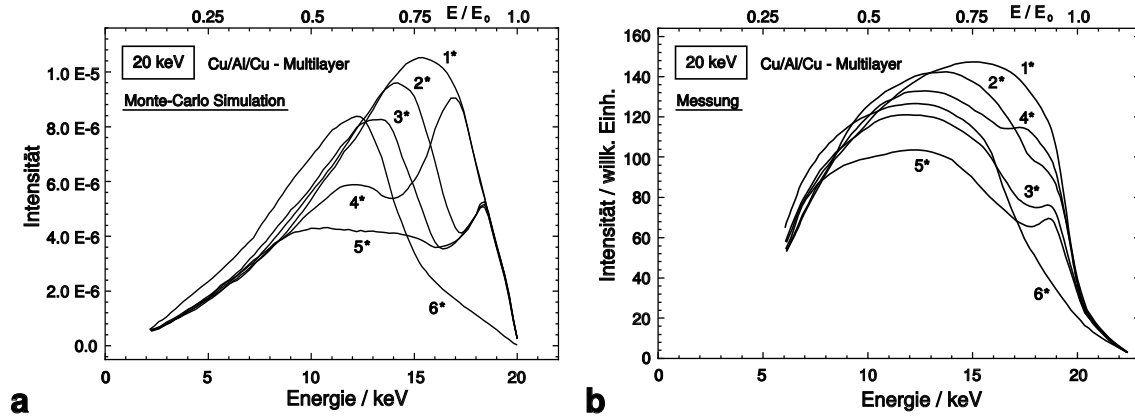 0.25 0.5 0.75 E / E₀ 1.0
20 keV Cu/Al/Cu - Multilayer
Monte-Carlo Simulation
Intensität
1.0 E-5
8.0 E-6
6.0 E-6
4.0 E-6
2.0 E-6
0.0
1*
2*
3*
4*
5*
6*
0 5 10 15 20
Energie / keV
a
0.25 0.5 0.75 E / E₀ 1.0
20 keV Cu/Al/Cu - Multilayer
Messung
Intensität / willk. Einh.
160
140
120
100
80
60
40
20
0
1*
2*
4*
3*
5*
6*
0 5 10 15 20
Energie / keV
b